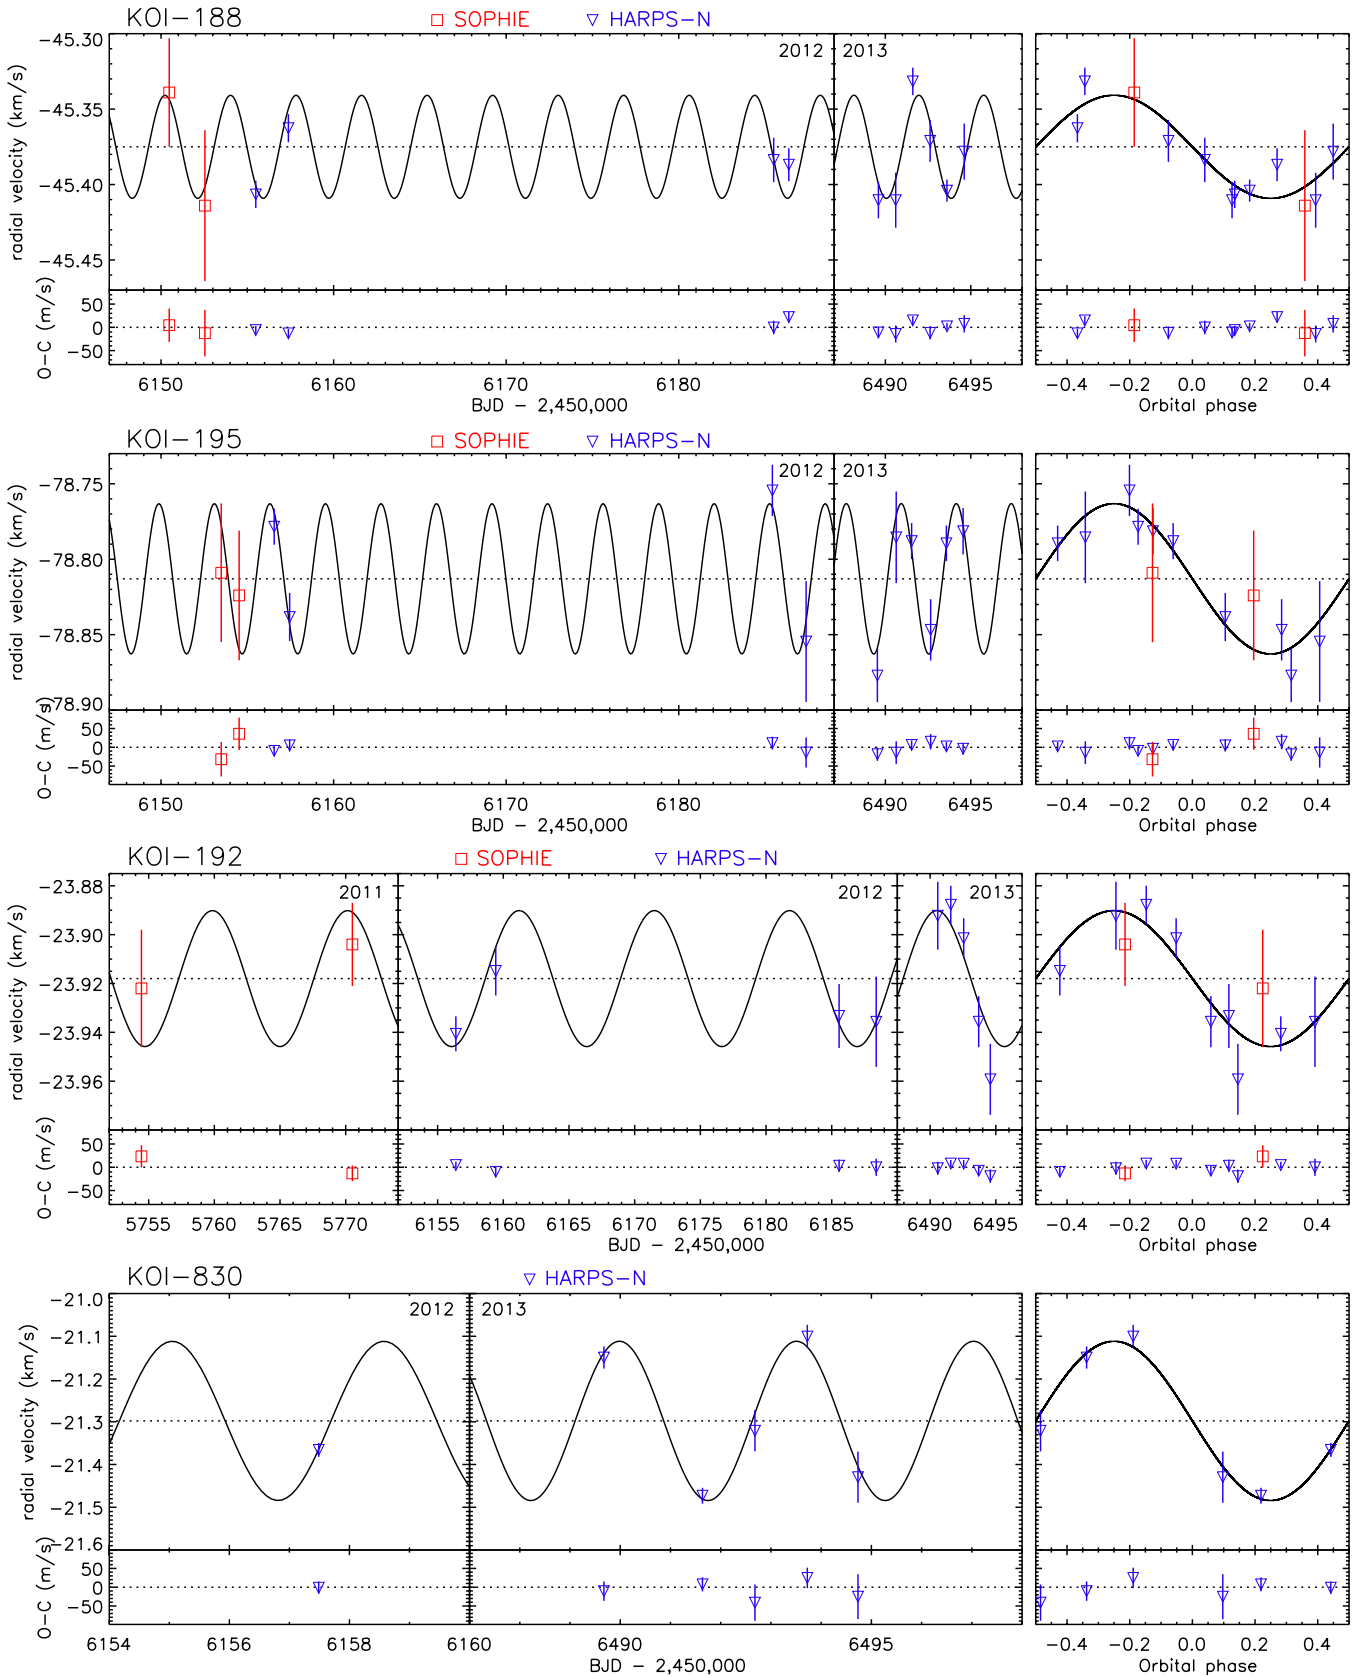 KOI-188 SOPHIE HARPS-N
2012 2013
radial velocity (km/s)
-45.30
-45.35
-45.40
-45.45
O-C (m/s)
50
0
-50
6150 6160 6170 6180 6490 6495 -0.4 -0.2 0.0 0.2 0.4
BJD - 2,450,000 Orbital phase
KOI-195 SOPHIE HARPS-N
2012 2013
radial velocity (km/s)
-78.75
-78.80
-78.85
-78.90
O-C (m/s)
50
0
-50
6150 6160 6170 6180 6490 6495 -0.4 -0.2 0.0 0.2 0.4
BJD - 2,450,000 Orbital phase
KOI-192 SOPHIE HARPS-N
2011 2012 2013
radial velocity (km/s)
-23.88
-23.90
-23.92
-23.94
-23.96
O-C (m/s)
50
0
-50
5755 5760 5765 5770 6155 6160 6165 6170 6175 6180 6185 6490 6495 -0.4 -0.2 0.0 0.2 0.4
BJD - 2,450,000 Orbital phase
KOI-830 HARPS-N
2012 2013
radial velocity (km/s)
-21.0
-21.1
-21.2
-21.3
-21.4
-21.5
-21.6
O-C (m/s)
50
0
-50
6154 6156 6158 6160 6490 6495 -0.4 -0.2 0.0 0.2 0.4
BJD - 2,450,000 Orbital phase